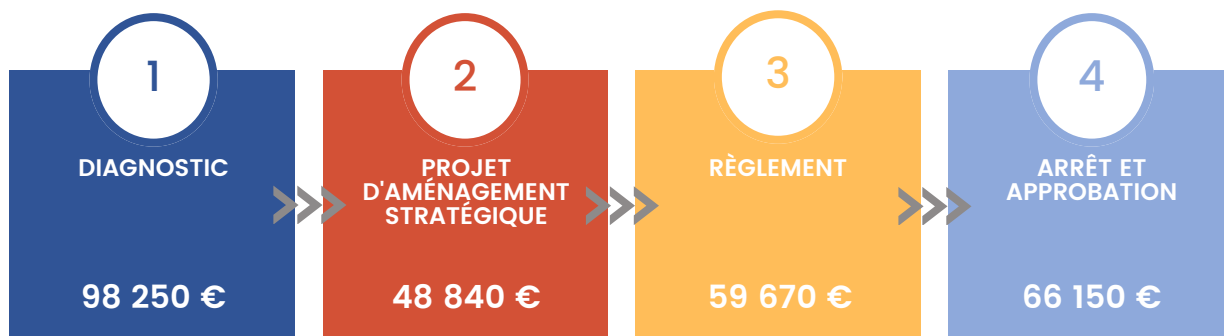 1
DIAGNOSTIC
98 250 €
2
PROJET
D'AMÉNAGEMENT
STRATÉGIQUE
48 840 €
3
RÈGLEMENT
59 670 €
4
ARRÊT ET
APPROBATION
66 150 €